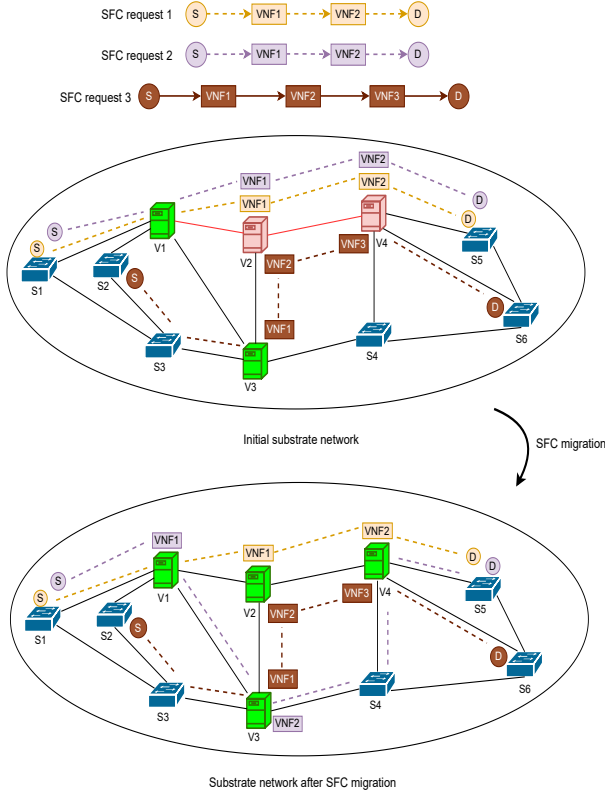 SFC request 1 S VNF1 VNF2 D
SFC request 2 S VNF1 VNF2 D
SFC request 3 S VNF1 VNF2 VNF3 D
VNF2
VNF1
S D
VNF2
VNF1
S D
V1 V2 VNF3 V4 S5
VNF2
S1 S2 S
D
VNF1
S3 S4 S6
V3
Initial substrate network
SFC migration
VNF1
VNF2
VNF1
D
S D
S
V1 V2 V4 S5
VNF3
VNF2
S1 S2 S
D
VNF1
S3 S4 S6
V3 VNF2
Substrate network after SFC migration